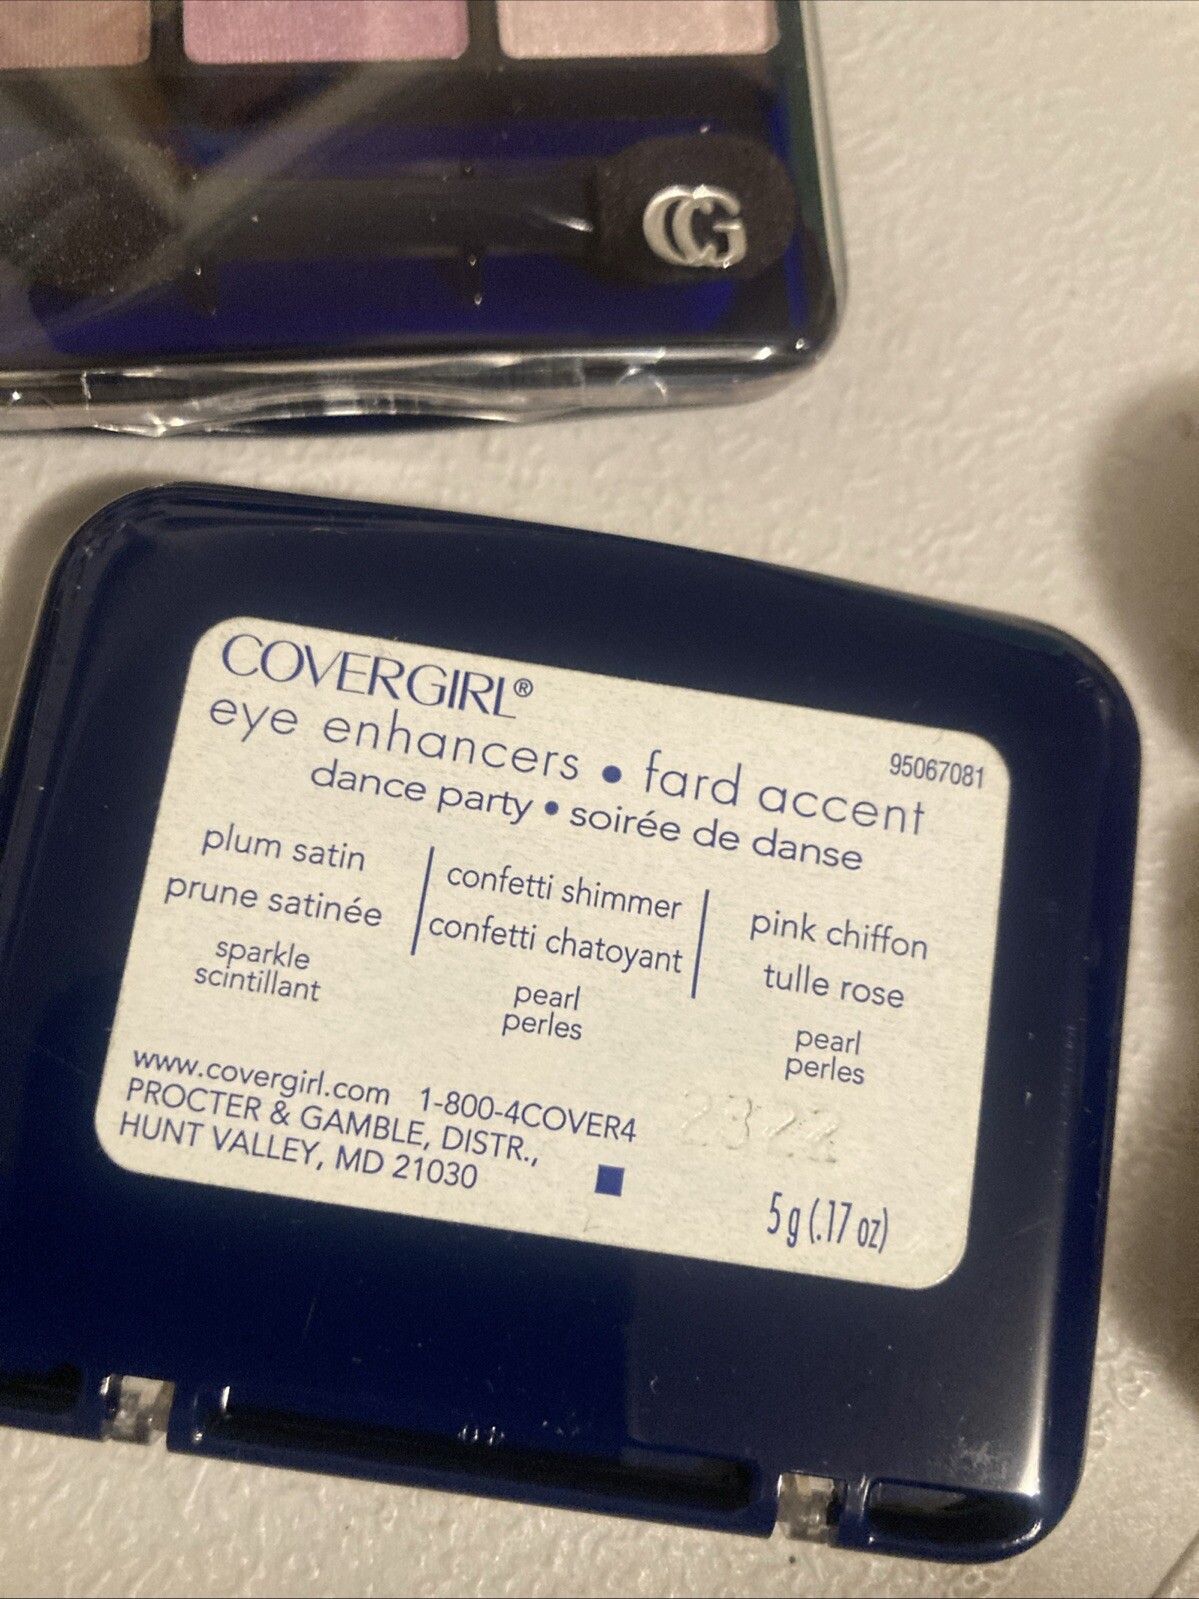 CG
COVERGIRL®
95067081
eye enhancers • fard accent
dance party • soirée de danse
plum satin
prune satinée
sparkle
scintillant
confetti shimmer
confetti chatoyant
pearl
perles
pink chiffon
tulle rose
pearl
perles
www.covergirl.com 1-800-4COVER4
PROCTER & GAMBLE, DISTR.,
HUNT VALLEY, MD 21030
5 g (.17 oz)